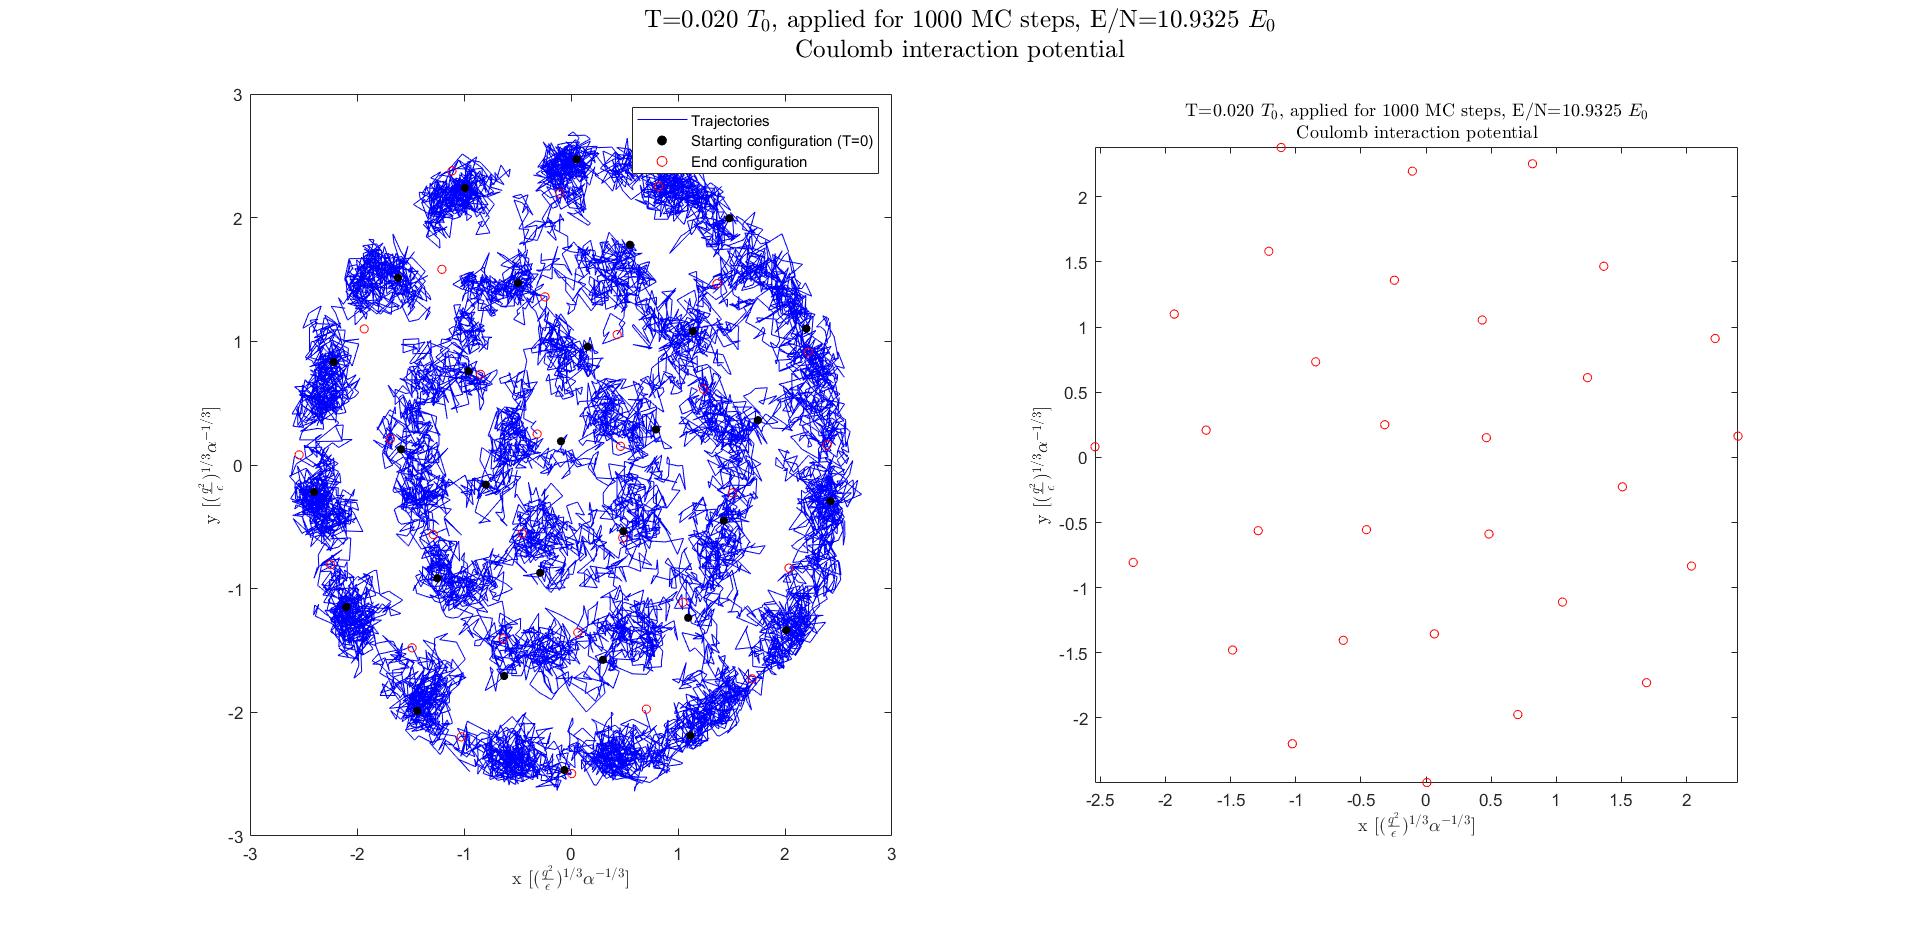 T=0.020 T₀, applied for 1000 MC steps, E/N=10.9325 E₀
Coulomb interaction potential
Trajectories
Starting configuration (T=0)
End configuration
3
2
1
0
-1
-2
-3
-3 -2 -1 0 1 2 3
y [(q²/ϵ)^1/3 α^−1/3]
x [(q²/ϵ)^1/3 α^−1/3]
T=0.020 T₀, applied for 1000 MC steps, E/N=10.9325 E₀
Coulomb interaction potential
2
1.5
1
0.5
0
-0.5
-1
-1.5
-2
-2.5 -2 -1.5 -1 -0.5 0 0.5 1 1.5 2
y [(q²/ϵ)^1/3 α^−1/3]
x [(q²/ϵ)^1/3 α^−1/3]